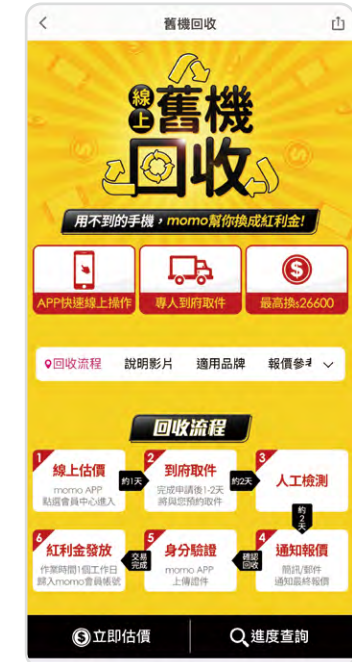 舊機回收
線上舊機
回收
用不到的手機，momo幫你換成紅利金!
APP快速線上操作
專人到府取件
最高換$26600
回收流程
說明影片
適用品牌
報價參考
回收流程
1
線上估價
momo APP
點選會員中心進入
約1天
2
到府取件
完成申請後1-2天
將與您預約取件
約2天
3
人工檢測
約2天
4
通知報價
簡訊/郵件
通知最終報價
確認
回收
5
身分驗證
momo APP
上傳證件
交易
完成
6
紅利金發放
作業時間1個工作日
歸入momo會員帳號
立即估價
進度查詢